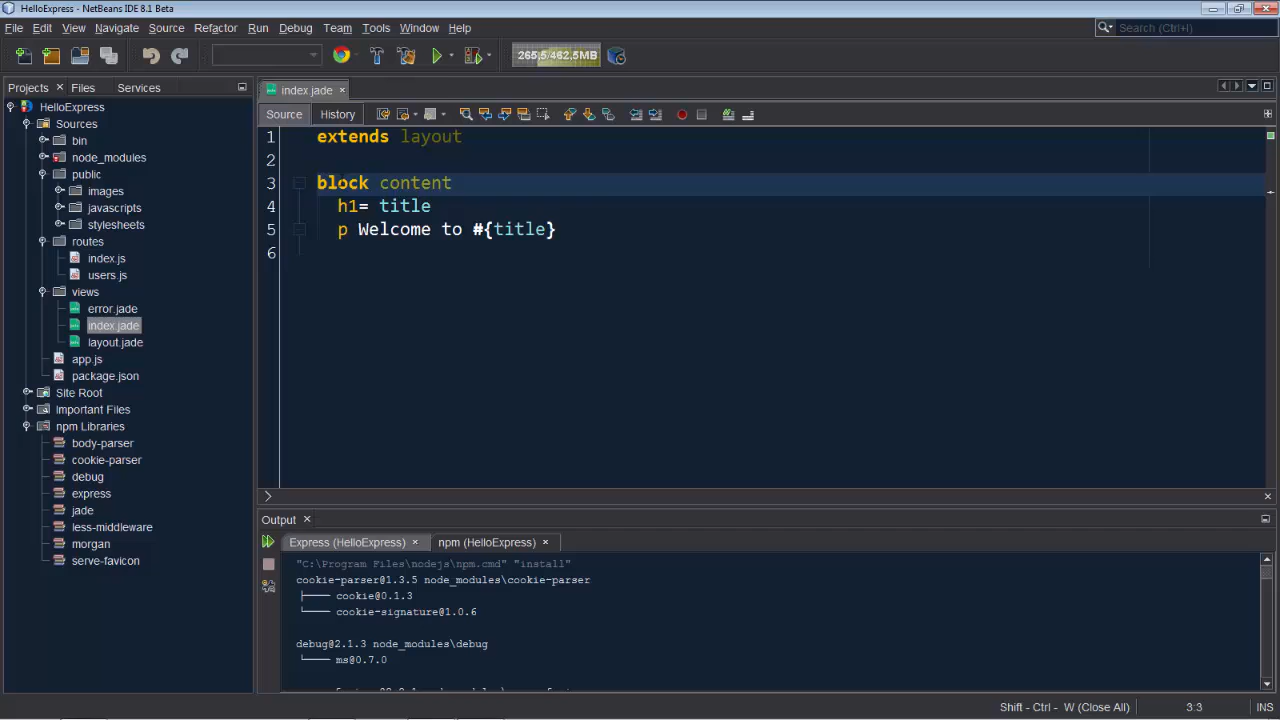 HelloExpress - NetBeans IDE 8.1 Beta
File Edit View Navigate Source Refactor Run Debug Team Tools Window Help
Search (Ctrl+I)
265,5/462,5MB
Projects Files Services
index.jade
Source History
HelloExpress
Sources
bin
node_modules
public
images
javascripts
stylesheets
routes
index.js
users.js
views
error.jade
index.jade
layout.jade
app.js
package.json
Site Root
Important Files
npm Libraries
body-parser
cookie-parser
debug
express
jade
less-middleware
morgan
serve-favicon
1 extends layout
2
3 block content
4 h1= title
5 p Welcome to #{title}
6
Output
Express (HelloExpress) npm (HelloExpress)
"C:\Program Files\nodejs\npm.cmd" "install"
cookie-parser@1.3.5 node_modules\cookie-parser
├── cookie@0.1.3
└── cookie-signature@1.0.6
debug@2.1.3 node_modules\debug
└── ms@0.7.0
Shift - Ctrl - W (Close All) 3:3 INS